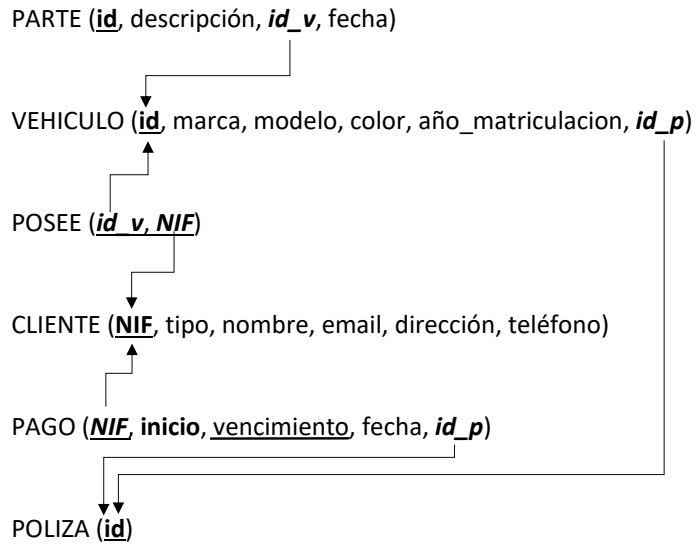 PARTE (id, descripción, id_v, fecha)
VEHICULO (id, marca, modelo, color, año_matriculacion, id_p)
POSEE (id_v, NIF)
CLIENTE (NIF, tipo, nombre, email, dirección, teléfono)
PAGO (NIF, inicio, vencimiento, fecha, id_p)
POLIZA (id)